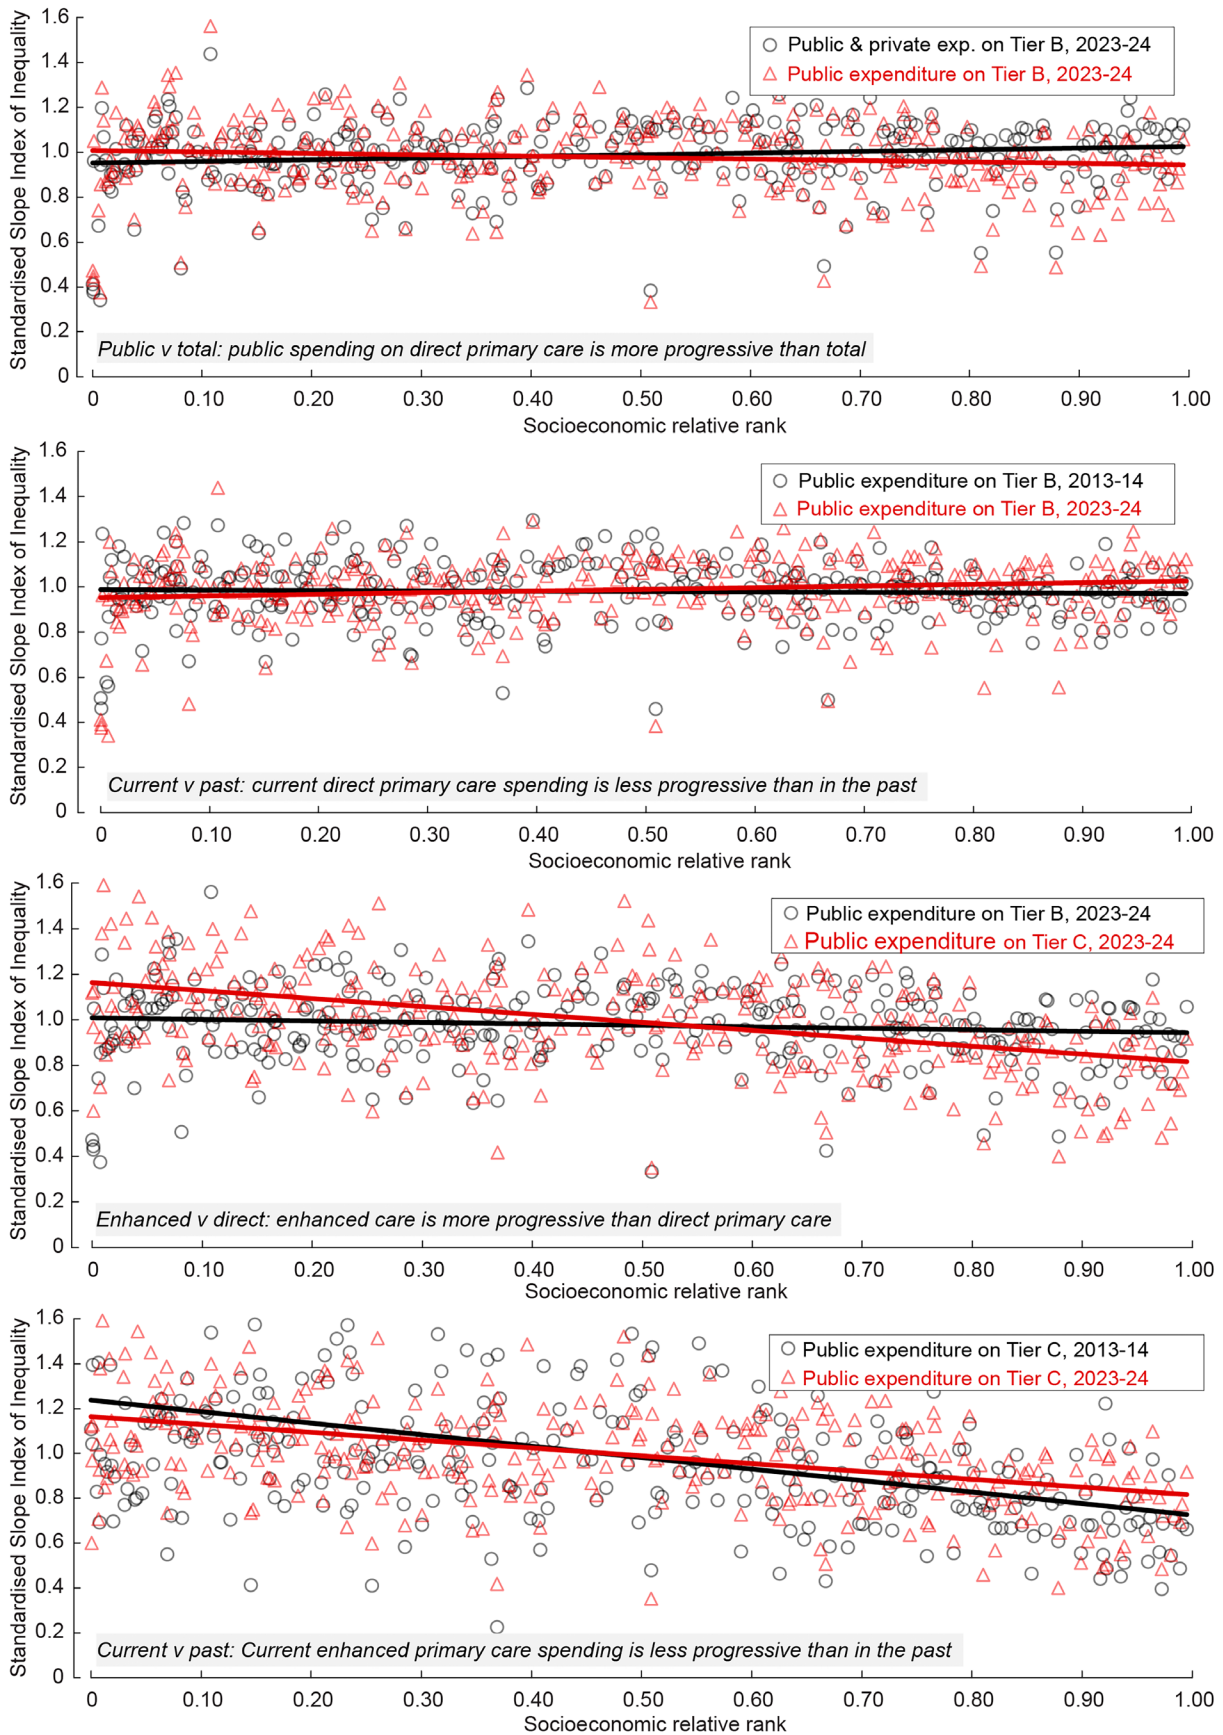 Standardised Slope Index of Inequality
1.6
1.4
1.2
1.0
0.8
0.6
0.4
0.2
0
Public & private exp. on Tier B, 2023-24
Public expenditure on Tier B, 2023-24
Public v total: public spending on direct primary care is more progressive than total
0 0.10 0.20 0.30 0.40 0.50 0.60 0.70 0.80 0.90 1.00
Socioeconomic relative rank
Standardised Slope Index of Inequality
1.6
1.4
1.2
1.0
0.8
0.6
0.4
0.2
0
Public expenditure on Tier B, 2013-14
Public expenditure on Tier B, 2023-24
Current v past: current direct primary care spending is less progressive than in the past
0 0.10 0.20 0.30 0.40 0.50 0.60 0.70 0.80 0.90 1.00
Socioeconomic relative rank
Standardised Slope Index of Inequality
1.6
1.4
1.2
1.0
0.8
0.6
0.4
0.2
0
Public expenditure on Tier B, 2023-24
Public expenditure on Tier C, 2023-24
Enhanced v direct: enhanced care is more progressive than direct primary care
0 0.10 0.20 0.30 0.40 0.50 0.60 0.70 0.80 0.90 1.00
Socioeconomic relative rank
Standardised Slope Index of Inequality
1.6
1.4
1.2
1.0
0.8
0.6
0.4
0.2
0
Public expenditure on Tier C, 2013-14
Public expenditure on Tier C, 2023-24
Current v past: Current enhanced primary care spending is less progressive than in the past
0 0.10 0.20 0.30 0.40 0.50 0.60 0.70 0.80 0.90 1.00
Socioeconomic relative rank